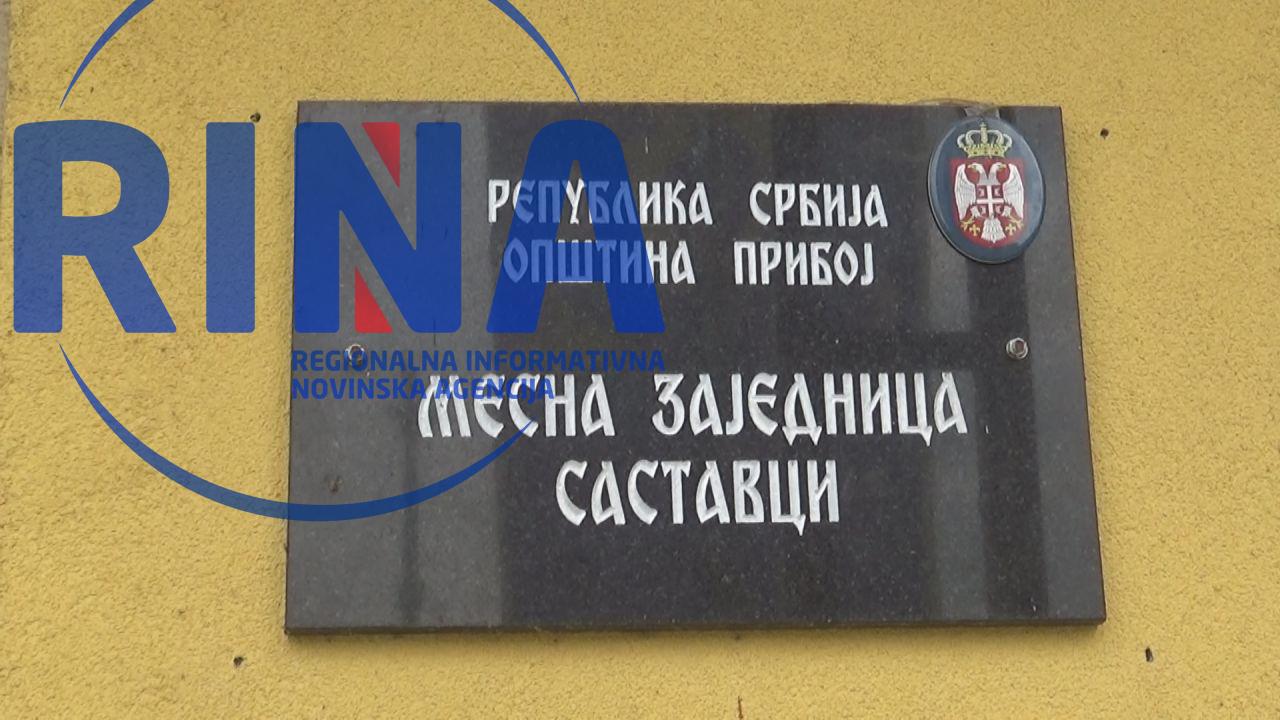 RINA
REGIONALNA INFORMATIVNA
NOVINSKA AGENCIJA
РЕПУБЛИКА СРБИЈА
ОПШТИНА ПРИБОЈ
МЕСНА ЗАЈЕДНИЦА
САСТАВЦИ